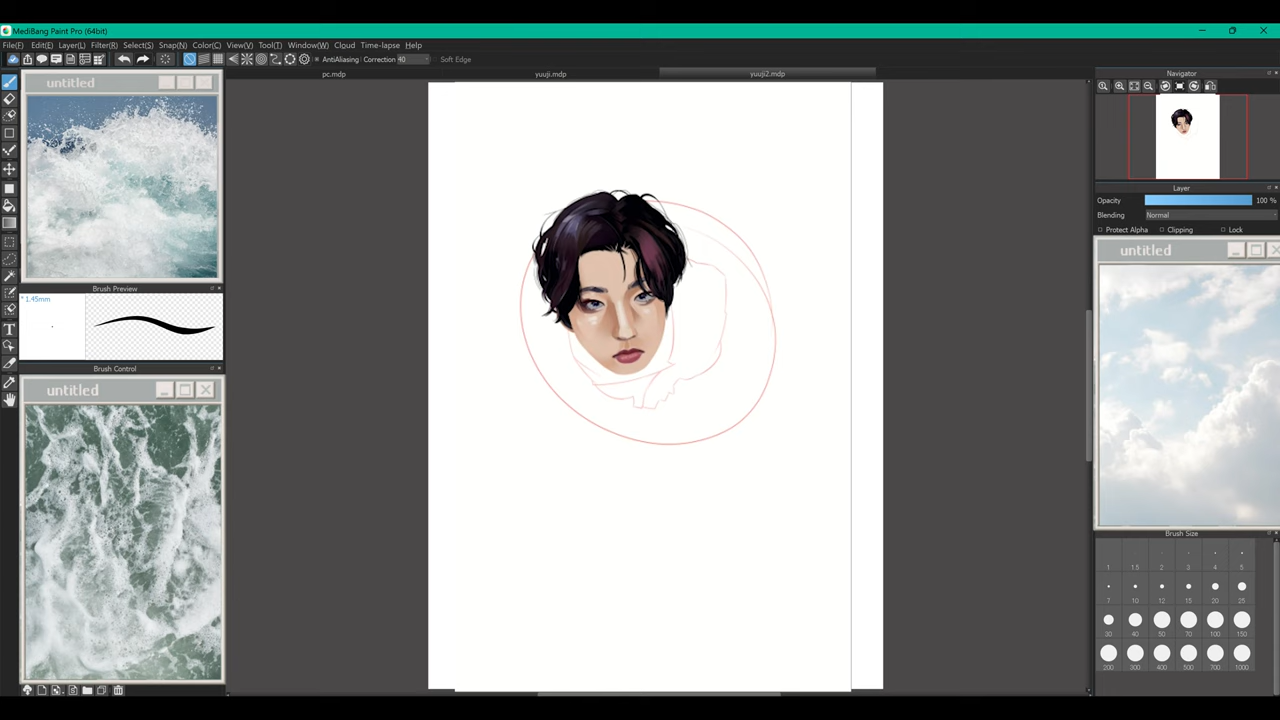 MediBang Paint Pro (64bit)
File(F) Edit(E) Layer(L) Filter(R) Select(S) Snap(N) Color(C) View(V) Tool(T) Window(W) Cloud Time-lapse Help
AntiAliasing Correction 40 Soft Edge
pc.mdp yuuji.mdp yuuji2.mdp
untitled
Brush Preview
* 1.45mm
Brush Control
untitled
Navigator
Layer
Opacity 100 %
Blending Normal
Protect Alpha Clipping Lock
untitled
Brush Size
1 1.5 2 3 4 5
7 10 12 15 20 25
30 40 50 70 100 150
200 300 400 500 700 1000